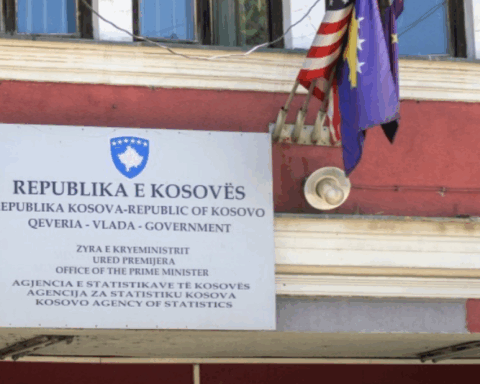 REPUBLIKA E KOSOVËS
EPUBLIKA KOSOVA-REPUBLIC OF KOSOVO
QEVERIA - VLADA - GOVERNMENT
ZYRA E KRYEMINISTRIT
URED PREMIJERA
OFFICE OF THE PRIME MINISTER
AGJENCIA E STATISTIKAVE TË KOSOVËS
AGENCIJA ZA STATISTIKU KOSOVA
KOSOVO AGENCY OF STATISTICS